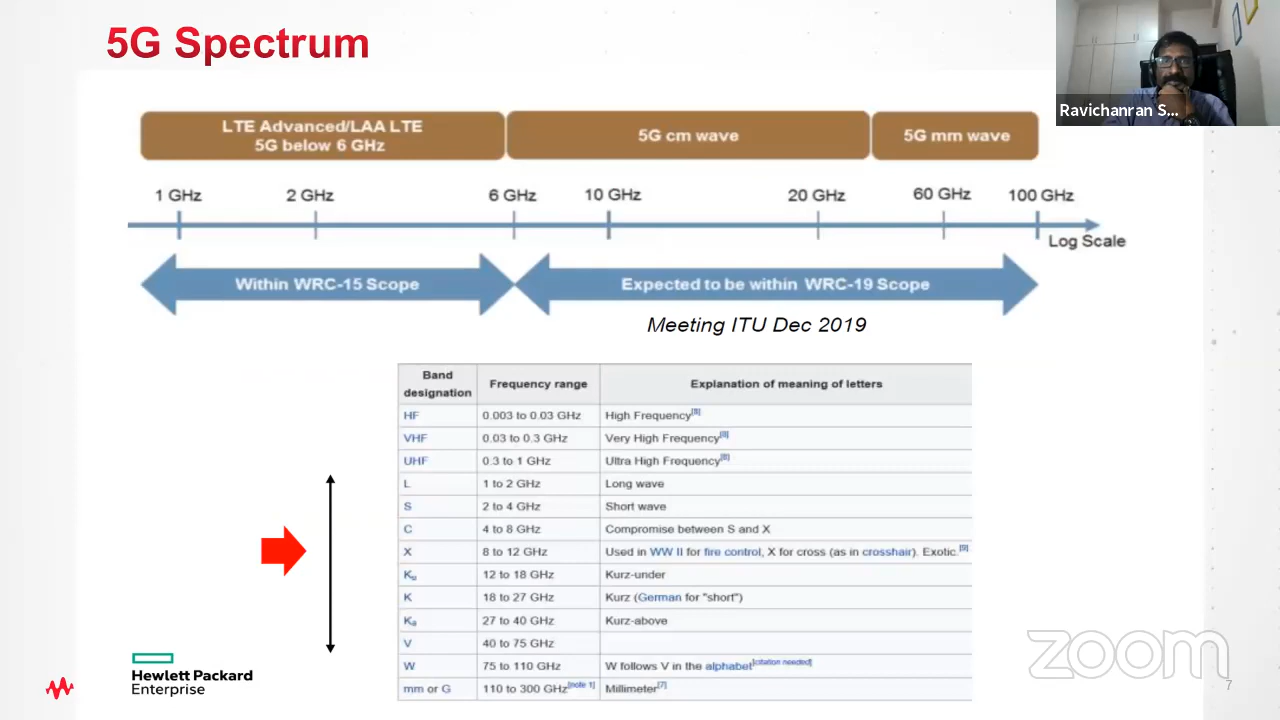 5G Spectrum
Ravichanran S...
LTE Advanced/LAA LTE
5G below 6 GHz
5G cm wave
5G mm wave
1 GHz 2 GHz 6 GHz 10 GHz 20 GHz 60 GHz 100 GHz
Log Scale
Within WRC-15 Scope
Expected to be within WRC-19 Scope
Meeting ITU Dec 2019
Band designation Frequency range Explanation of meaning of letters
HF 0.003 to 0.03 GHz High Frequency[8]
VHF 0.03 to 0.3 GHz Very High Frequency[8]
UHF 0.3 to 1 GHz Ultra High Frequency[8]
L 1 to 2 GHz Long wave
S 2 to 4 GHz Short wave
C 4 to 8 GHz Compromise between S and X
X 8 to 12 GHz Used in WW II for fire control, X for cross (as in crosshair). Exotic.[9]
Ku 12 to 18 GHz Kurz-under
K 18 to 27 GHz Kurz (German for "short")
Ka 27 to 40 GHz Kurz-above
V 40 to 75 GHz
W 75 to 110 GHz W follows V in the alphabet[citation needed]
mm or G 110 to 300 GHz[note 1] Millimeter[7]
Hewlett Packard
Enterprise
zoom
7